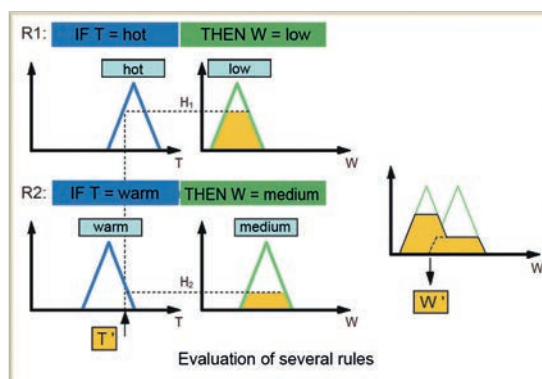 R1: IF T = hot THEN W = low
hot low
H1
T W
R2: IF T = warm THEN W = medium
warm medium
H2
T W
W
W'
T'
Evaluation of several rules